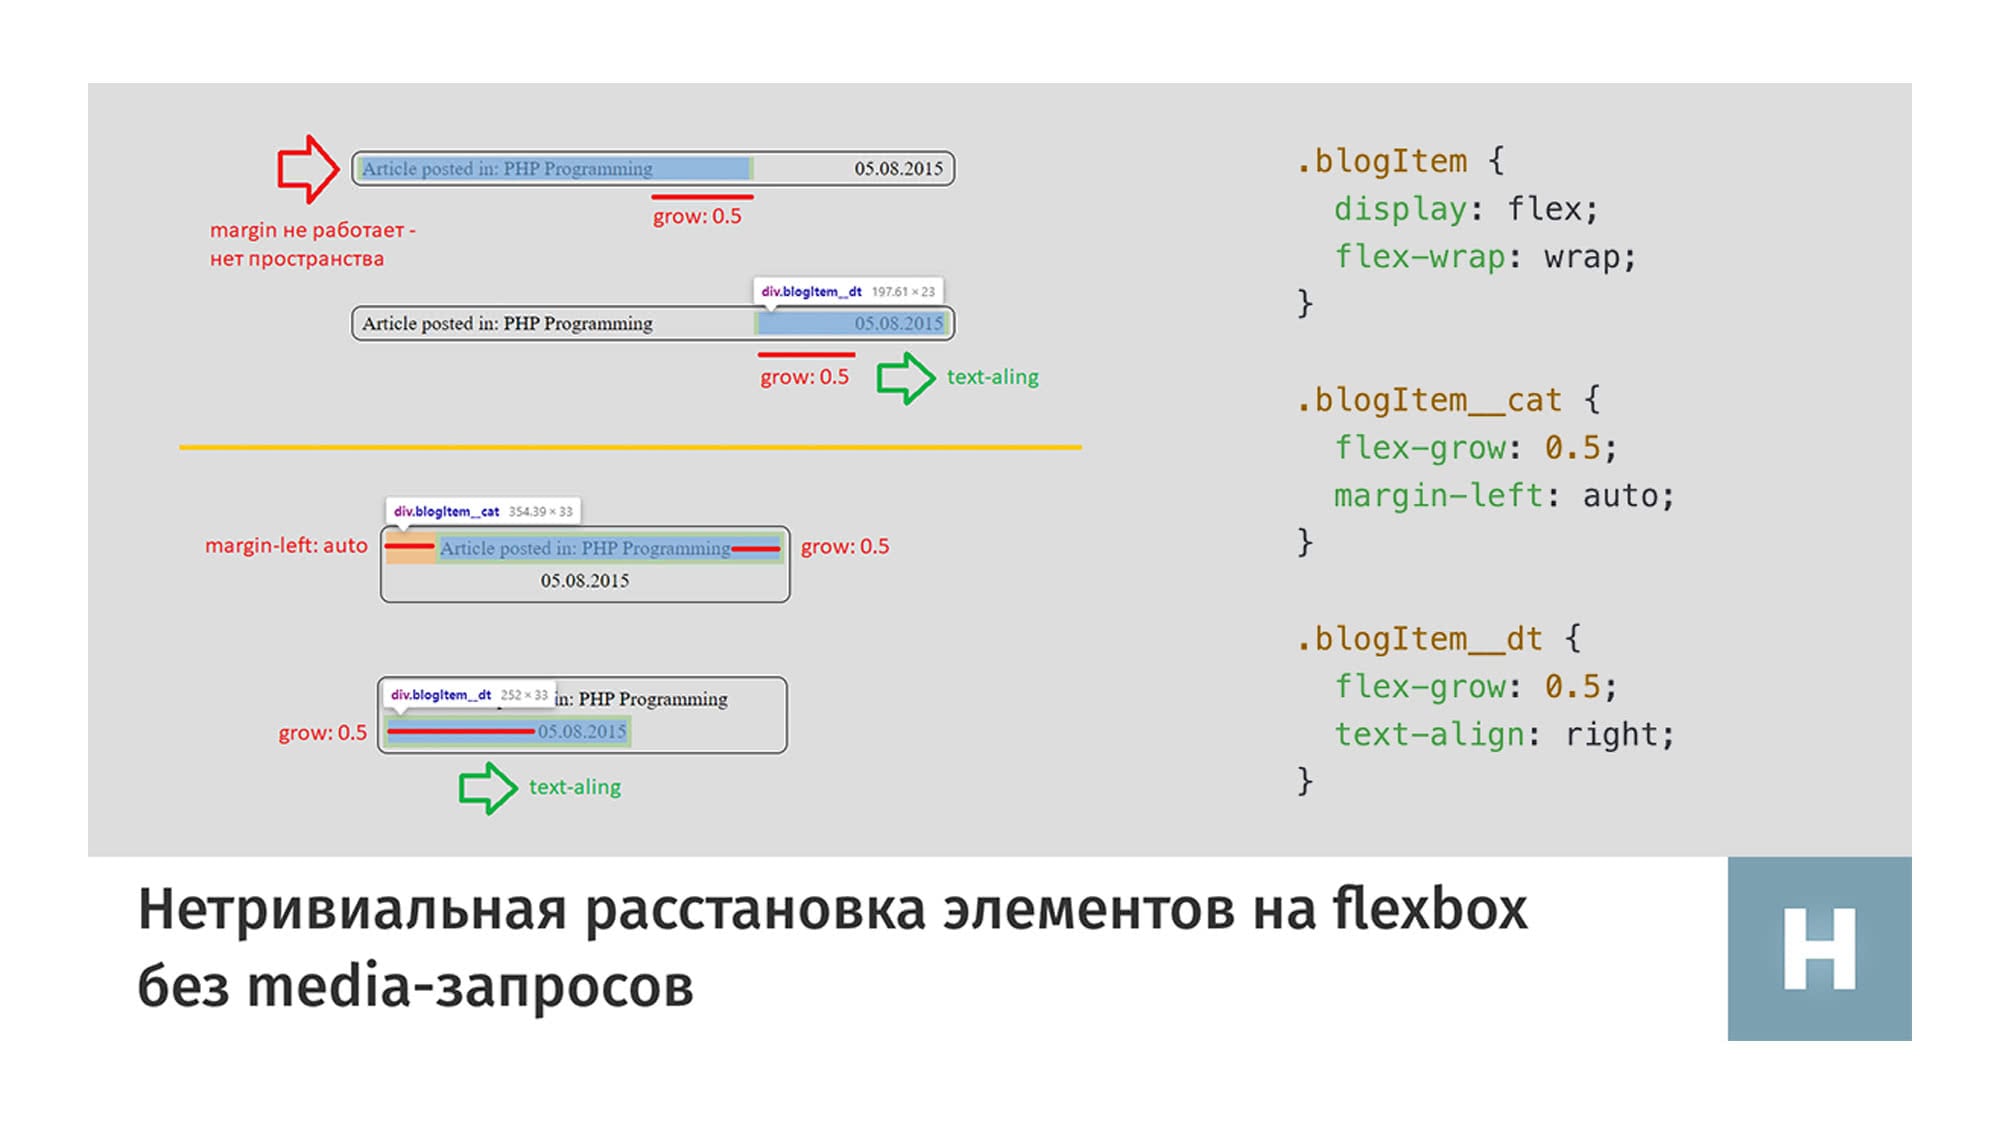 Article posted in: PHP Programming 05.08.2015
grow: 0.5
margin не работает -
нет пространства
div.blogItem__dt 197.61 × 23
Article posted in: PHP Programming 05.08.2015
grow: 0.5 text-aling
div.blogItem__cat 354.39 × 33
margin-left: auto Article posted in: PHP Programming grow: 0.5
05.08.2015
div.blogItem__dt 252 × 33 in: PHP Programming
grow: 0.5 05.08.2015
text-aling
.blogItem {
display: flex;
flex-wrap: wrap;
}
.blogItem__cat {
flex-grow: 0.5;
margin-left: auto;
}
.blogItem__dt {
flex-grow: 0.5;
text-align: right;
}
Нетривиальная расстановка элементов на flexbox
без media-запросов
H